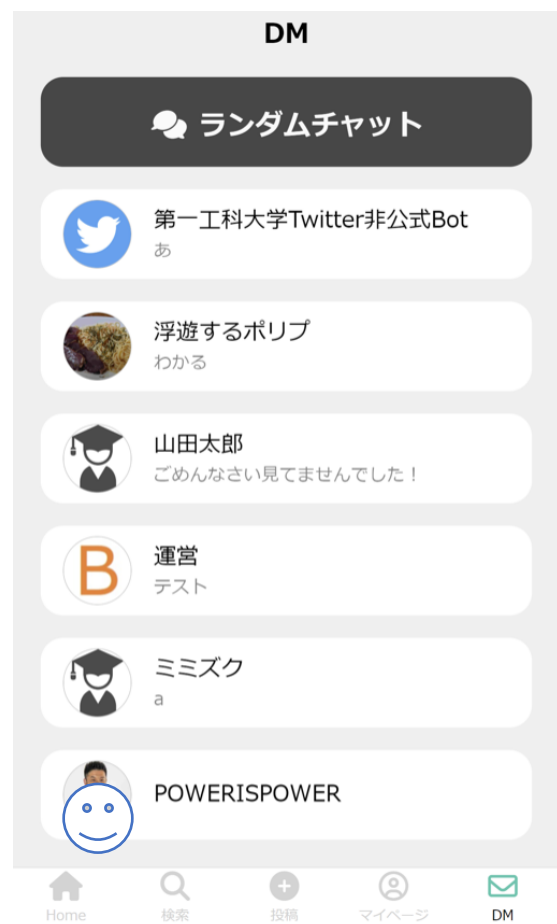 DM
ランダムチャット
第一工科大学Twitter非公式Bot
あ
浮遊するポリプ
わかる
山田太郎
ごめんなさい見てませんでした！
B
運営
テスト
ミミズク
a
POWERISPOWER
Home
検索
投稿
マイページ
DM